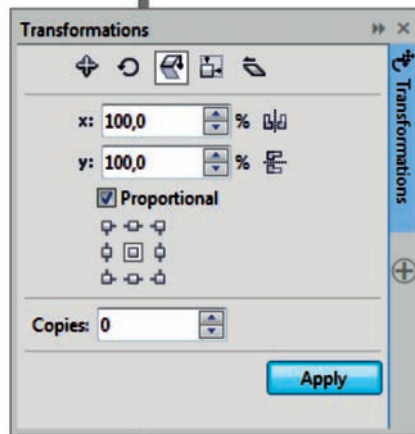 Transformations
x: 100,0 %
y: 100,0 %
Proportional
Copies: 0
Apply
Transformations